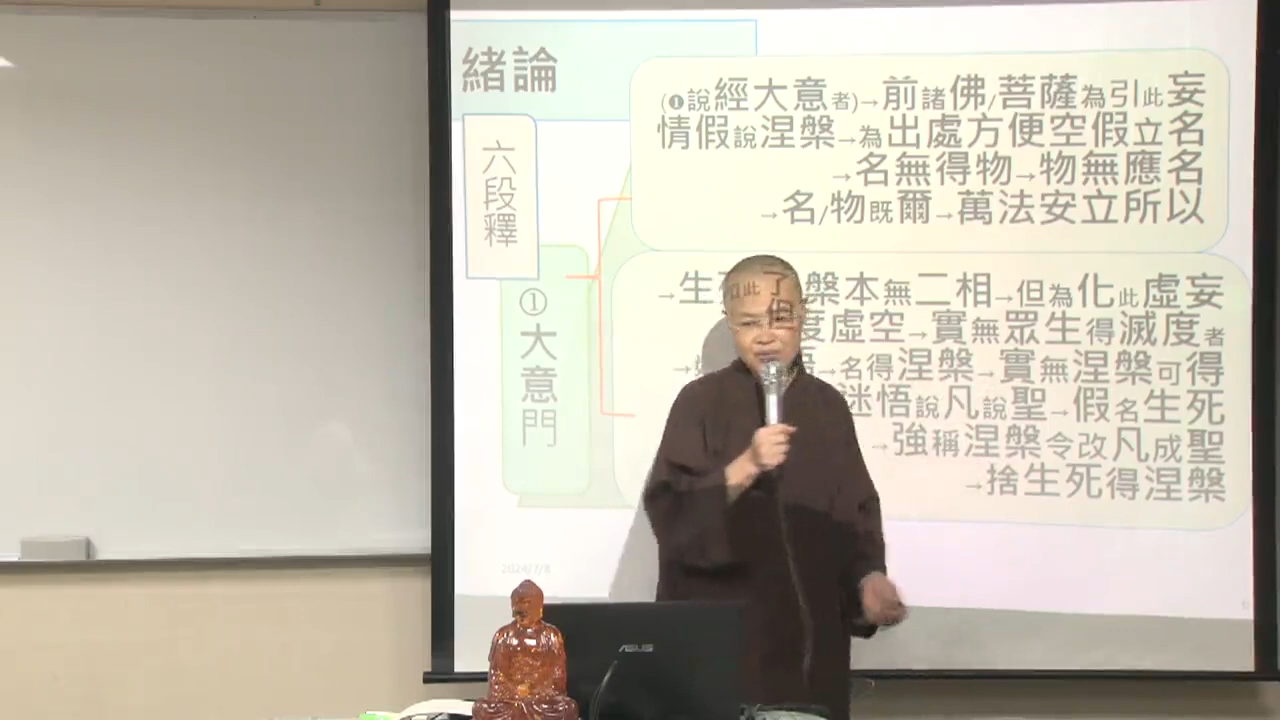 緒論
六段釋
①大意門
(❶說經大意者)→前諸佛/菩薩為引此妄
情假說涅槃→為出處方便空假立名
→名無得物→物無應名
→名/物既爾→萬法安立所以
→生槃本無二相→但為化此虛妄
度虛空→實無眾生得滅度者
→名得涅槃→實無涅槃可得
迷悟說凡說聖→假名生死
→強稱涅槃令改凡成聖
→捨生死得涅槃
此了
但
2024/7/8
ASUS